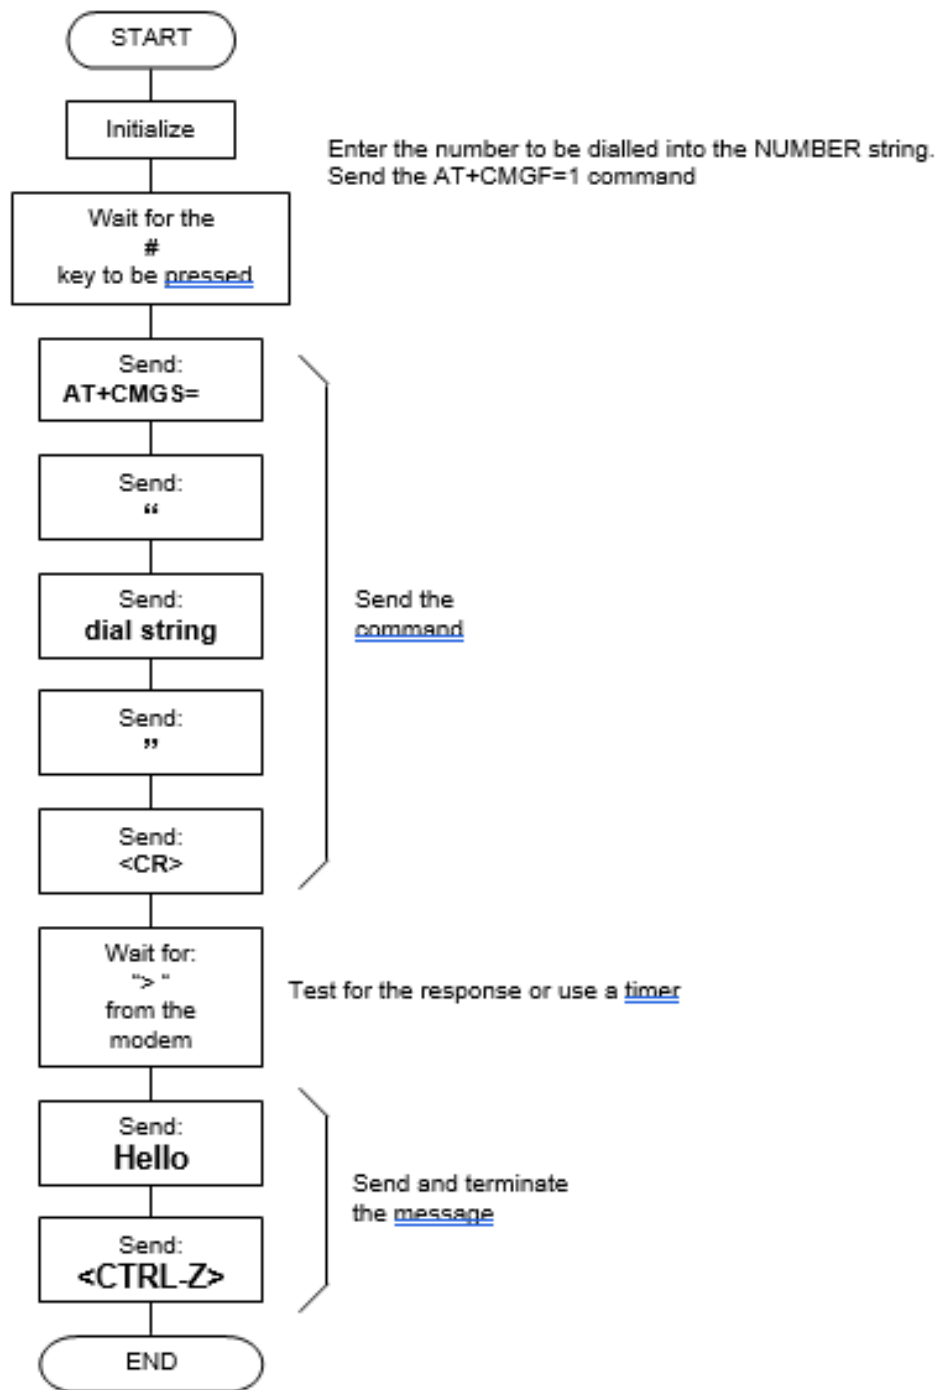 START
Initialize
Enter the number to be dialled into the NUMBER string.
Send the AT+CMGF=1 command
Wait for the
#
key to be pressed
Send:
AT+CMGS=
Send:
“
Send:
dial string
Send the
command
Send:
”
Send:
<CR>
Wait for:
"> "
from the
modem
Test for the response or use a timer
Send:
Hello
Send and terminate
the message
Send:
<CTRL-Z>
END